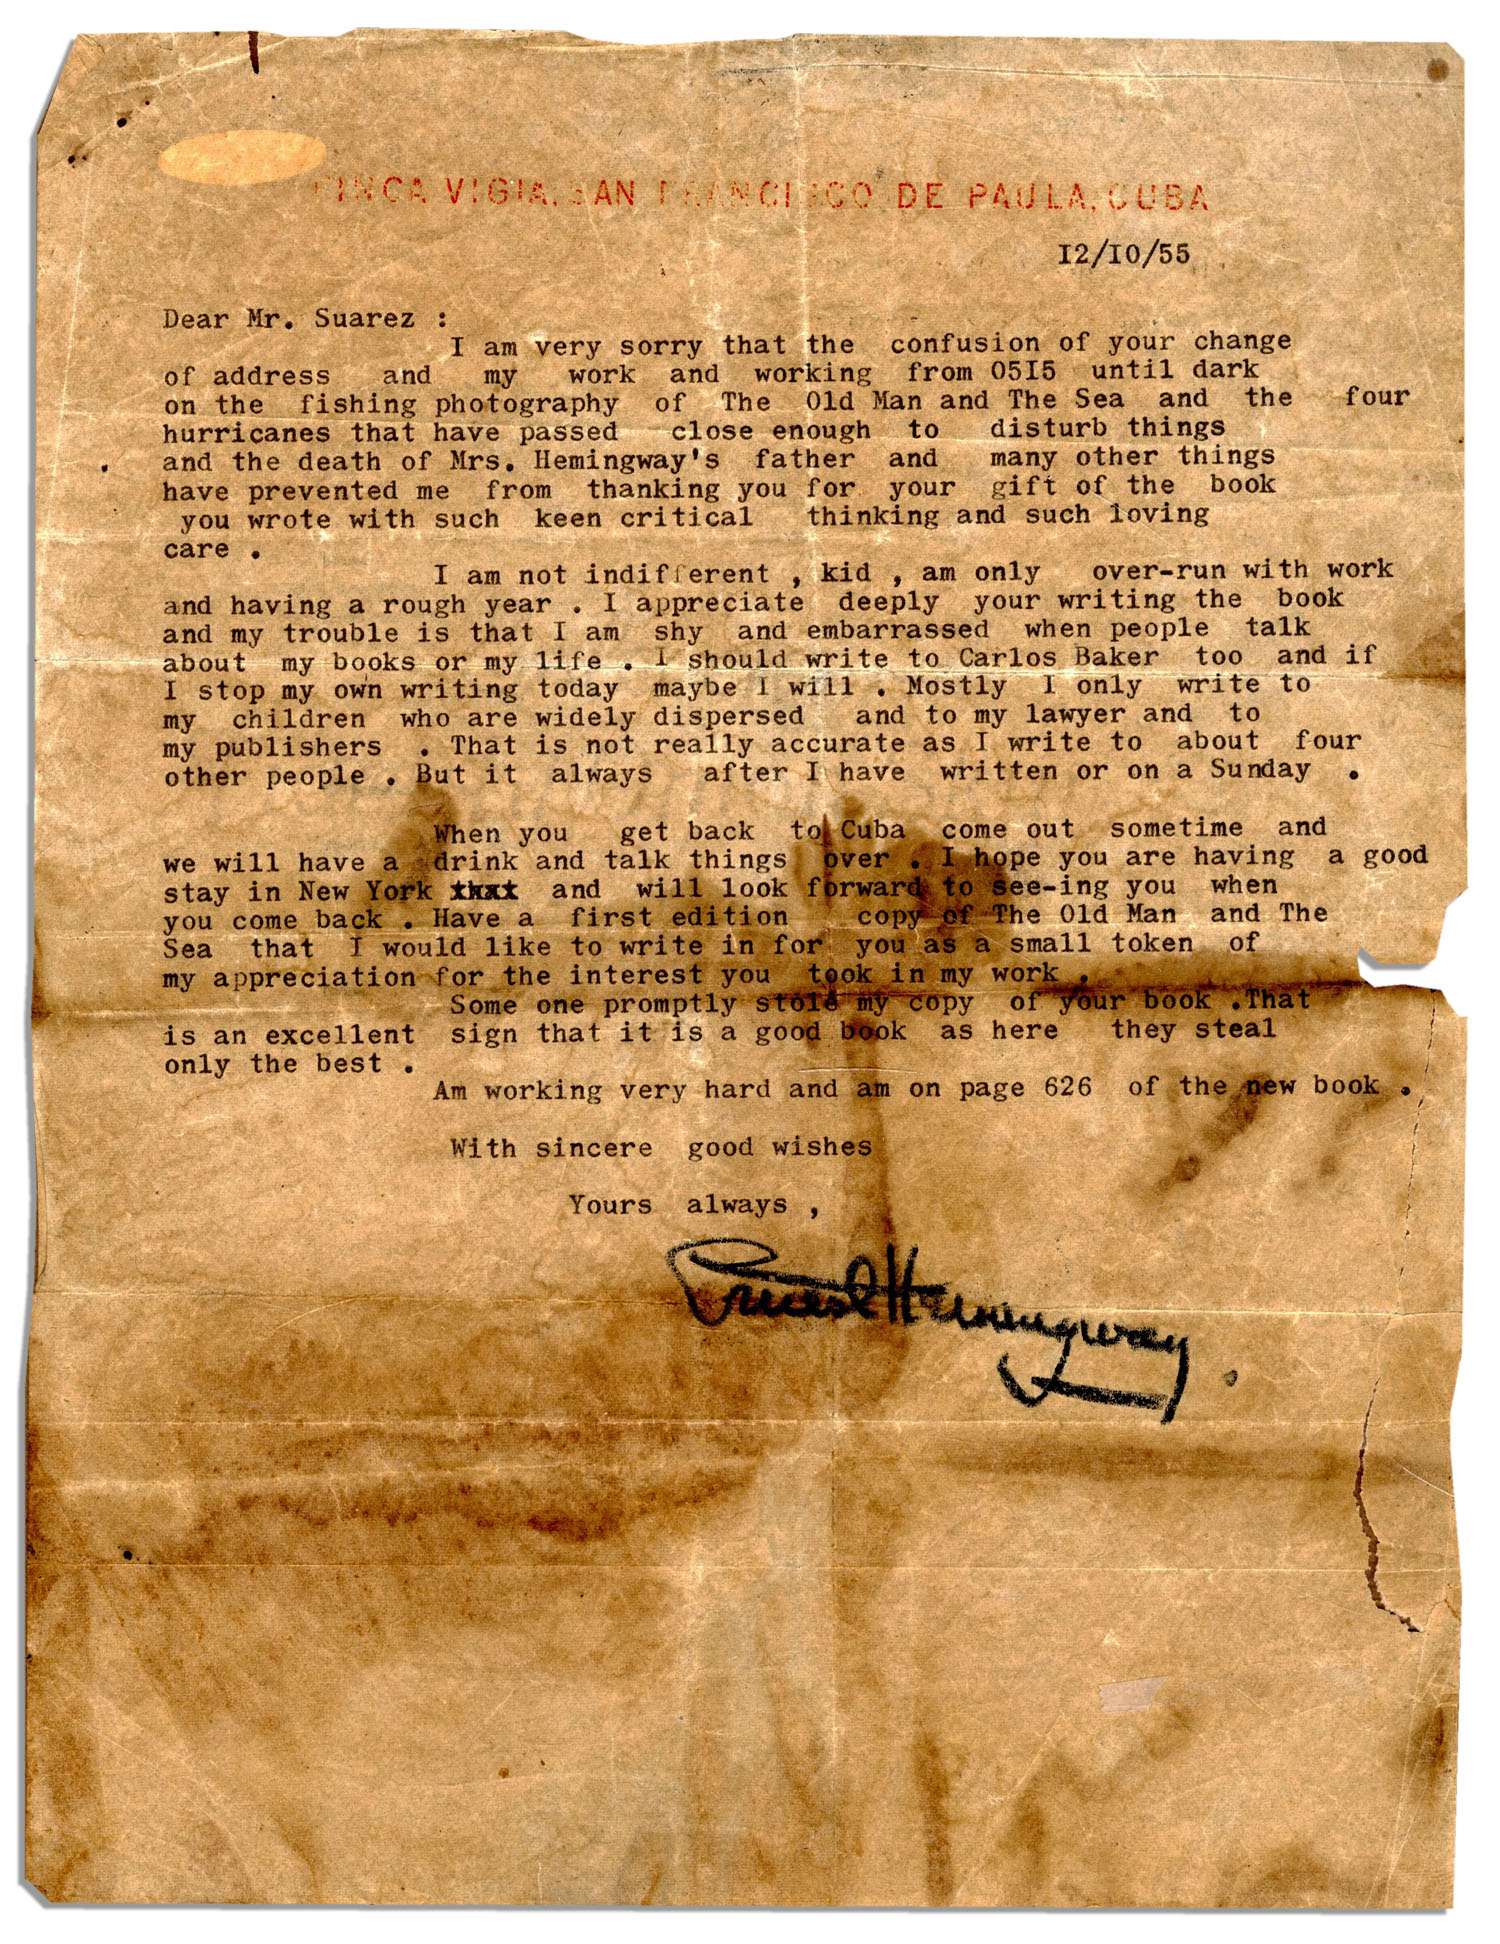 FINCA VIGIA, SAN FRANCISCO DE PAULA, CUBA
I2/I0/55
Dear Mr. Suarez :
I am very sorry that the confusion of your change
of address and my work and working from 05I5 until dark
on the fishing photography of The Old Man and The Sea and the four
hurricanes that have passed close enough to disturb things
and the death of Mrs. Hemingway's father and many other things
have prevented me from thanking you for your gift of the book
you wrote with such keen critical thinking and such loving
care .
I am not indifferent , kid , am only over-run with work
and having a rough year . I appreciate deeply your writing the book
and my trouble is that I am shy and embarrassed when people talk
about my books or my life . I should write to Carlos Baker too and if
I stop my own writing today maybe I will . Mostly I only write to
my children who are widely dispersed and to my lawyer and to
my publishers . That is not really accurate as I write to about four
other people . But it always after I have written or on a Sunday .
When you get back to Cuba come out sometime and
we will have a drink and talk things over . I hope you are having a good
stay in New York and will look forward to see-ing you when
you come back . Have a first edition copy of The Old Man and The
Sea that I would like to write in for you as a small token of
my appreciation for the interest you took in my work .
Some one promptly stole my copy of your book .That
is an excellent sign that it is a good book as here they steal
only the best .
Am working very hard and am on page 626 of the new book .
With sincere good wishes
Yours always ,
Ernest Hemingway